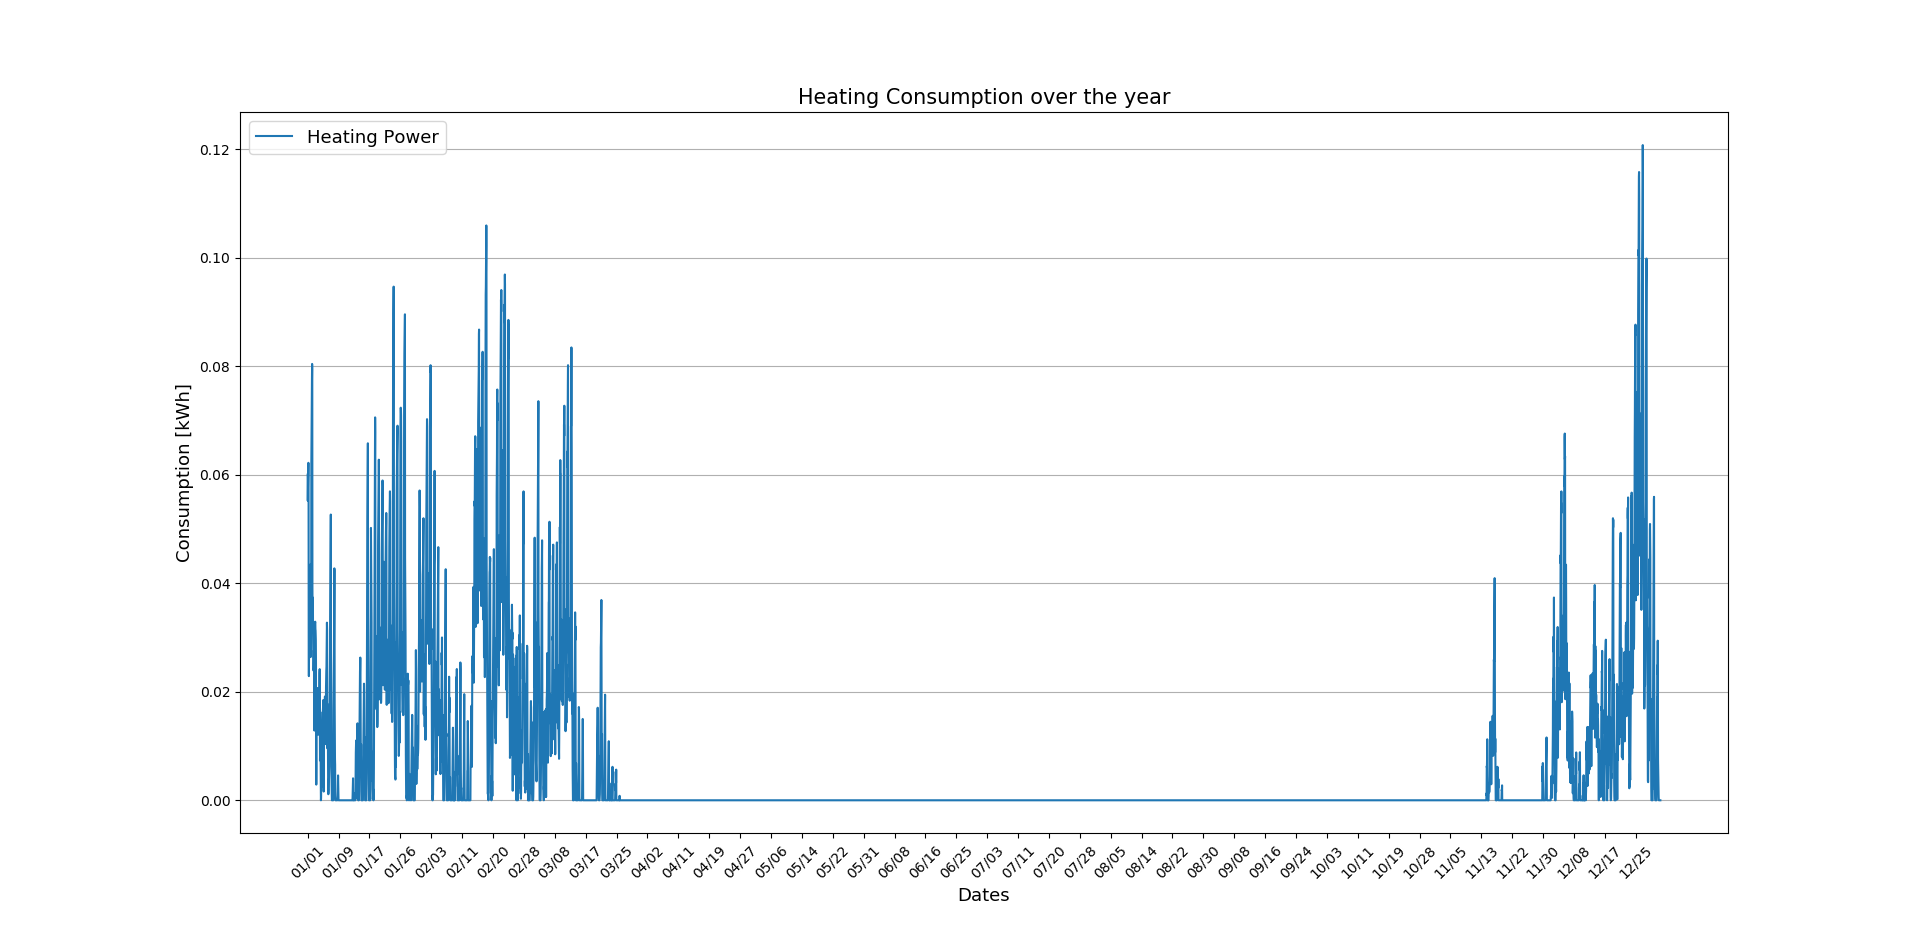 Heating Consumption over the year
Heating Power
0.12
0.10
0.08
0.06
0.04
0.02
0.00
Consumption [kWh]
01/01 01/09 01/17 01/26 02/03 02/11 02/20 02/28 03/08 03/17 03/25 04/02 04/11 04/19 04/27 05/06 05/14 05/22 05/31 06/08 06/16 06/25 07/03 07/11 07/20 07/28 08/05 08/14 08/22 08/30 09/08 09/16 09/24 10/03 10/11 10/19 10/28 11/05 11/13 11/22 11/30 12/08 12/17 12/25
Dates